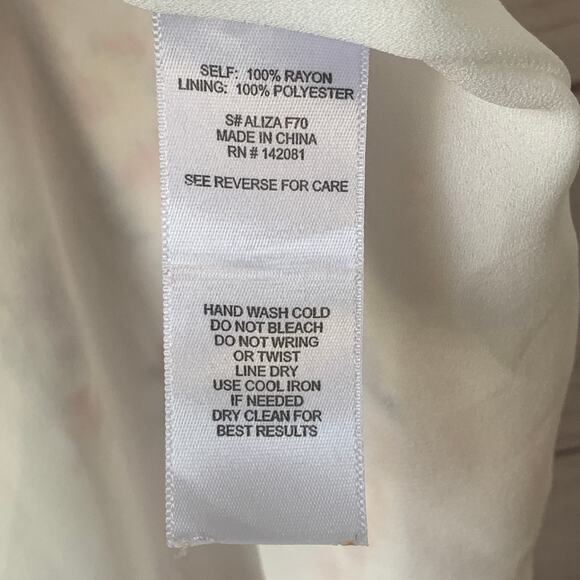 SELF: 100% RAYON
LINING: 100% POLYESTER
S# ALIZA F70
MADE IN CHINA
RN # 142081
SEE REVERSE FOR CARE
HAND WASH COLD
DO NOT BLEACH
DO NOT WRING
OR TWIST
LINE DRY
USE COOL IRON
IF NEEDED
DRY CLEAN FOR
BEST RESULTS